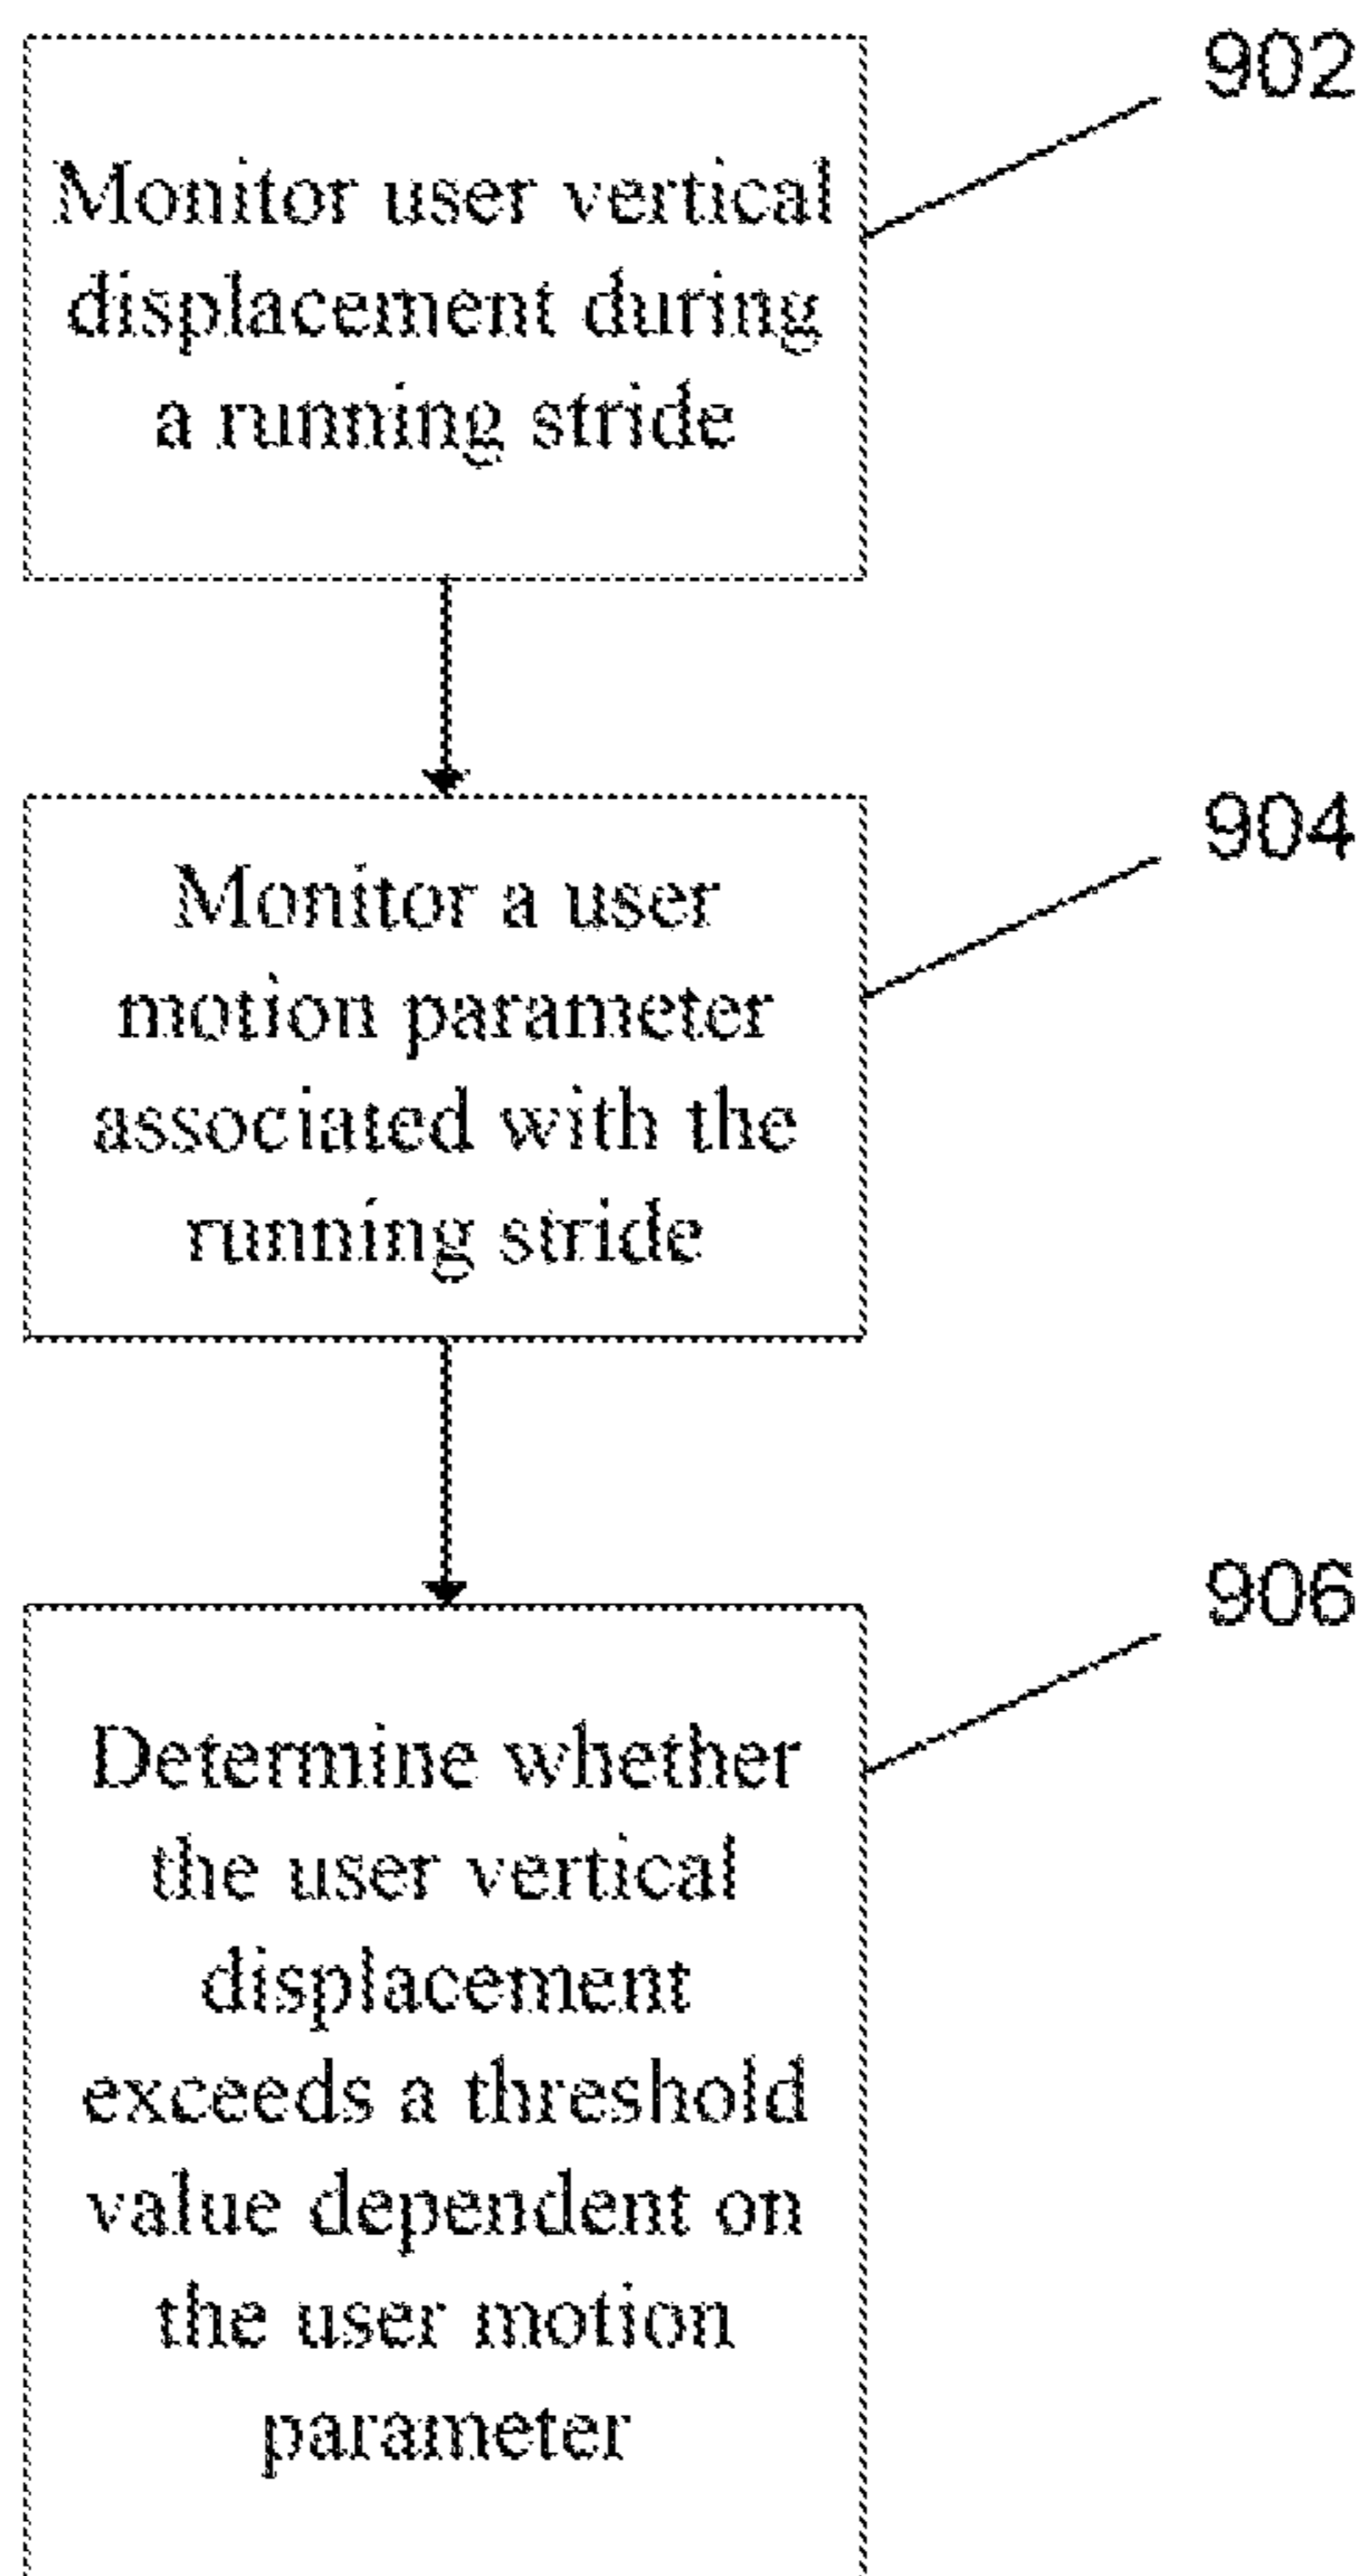 902
Monitor user vertical
displacement during
a running stride
904
Monitor a user
motion parameter
associated with the
running stride
906
Determine whether
the user vertical
displacement
exceeds a threshold
value dependent on
the user motion
parameter